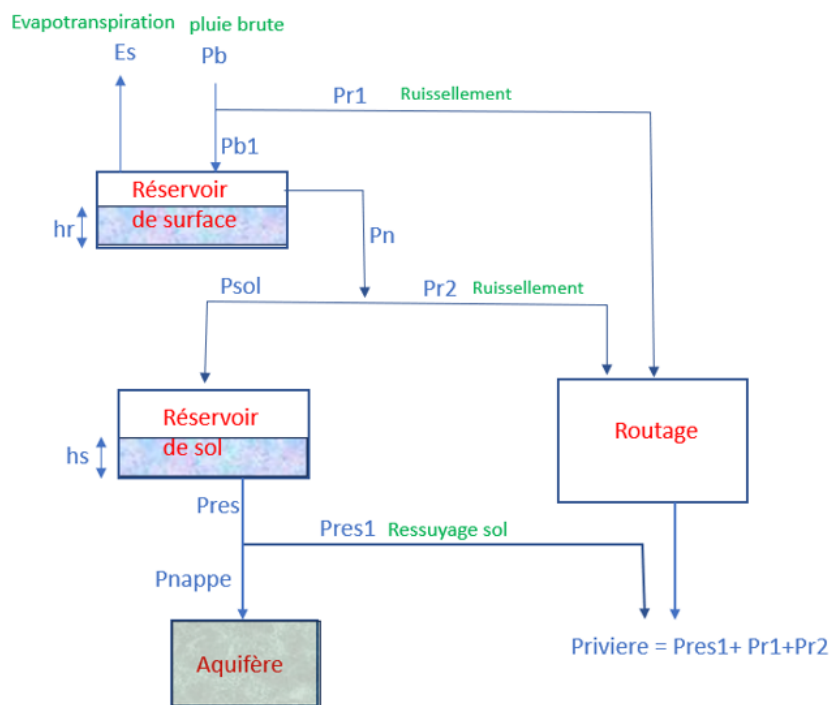 Evapotranspiration pluie brute
Es Pb
Pr1 Ruissellement
Pb1
Réservoir
de surface
hr
Pn
Psol Pr2 Ruissellement
Réservoir
de sol
hs
Routage
Pres
Pres1 Ressuyage sol
Pnappe
Aquifère
Priviere = Pres1+ Pr1+Pr2